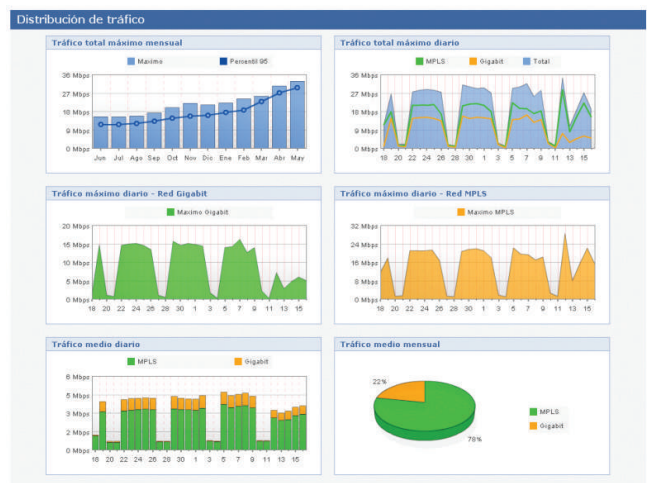 Distribución de tráfico
Tráfico total máximo mensual
Maximo Persentil 95
36 Mbps
27 Mbps
18 Mbps
9 Mbps
0 Mbps
Jun Jul Ago Sep Oct Nov Dic Ene Feb Mar Abr May
Tráfico total máximo diario
MPLS Gigabit Total
36 Mbps
27 Mbps
18 Mbps
9 Mbps
0 Mbps
18 20 22 24 26 28 30 1 3 5 7 9 11 13 15
Tráfico máximo diario - Red Gigabit
Maximo Gigabit
20 Mbps
15 Mbps
10 Mbps
5 Mbps
0 Mbps
18 20 22 24 26 28 30 1 3 5 7 9 11 13 15
Tráfico máximo diario - Red MPLS
Maximo MPLS
32 Mbps
24 Mbps
16 Mbps
8 Mbps
0 Mbps
18 20 22 24 26 28 30 1 3 5 7 9 11 13 15
Tráfico medio diario
MPLS Gigabit
6 Mbps
5 Mbps
3 Mbps
2 Mbps
0 Mbps
18 20 22 24 26 28 30 1 3 5 7 9 11 13 15
Tráfico medio mensual
22%
78%
MPLS
Gigabit